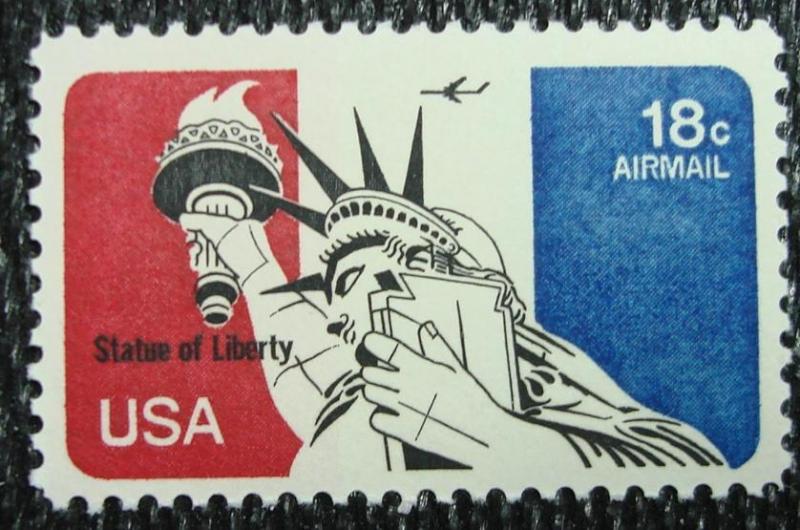 18c
AIRMAIL
Statue of Liberty
USA